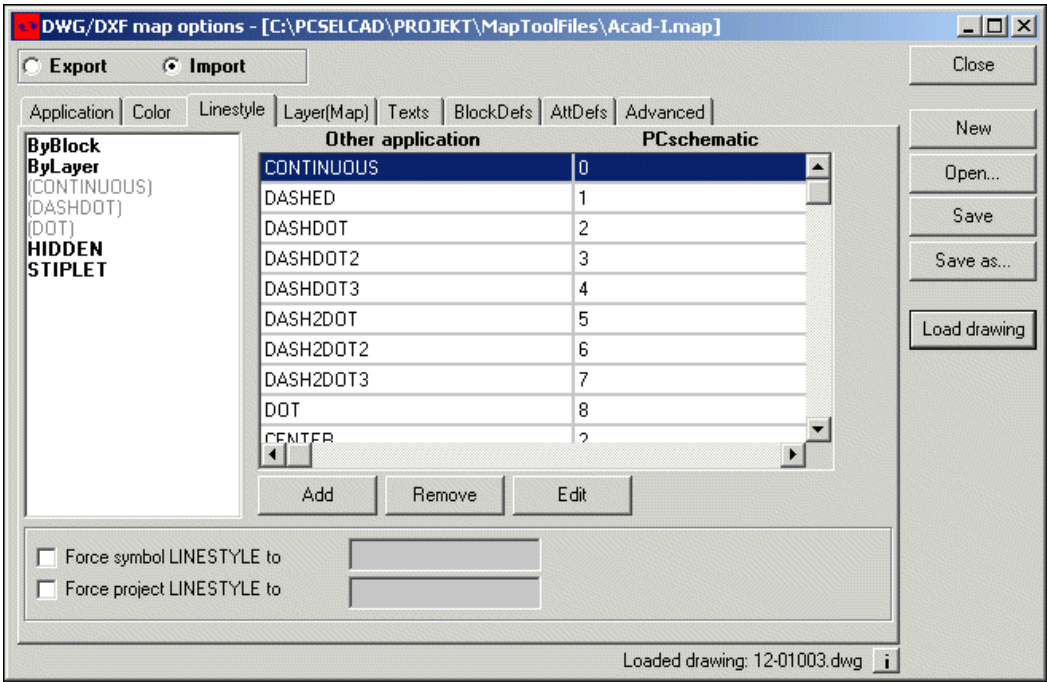 DWG/DXF map options - [C:\PCSELCAD\PROJEKT\MapToolFiles\Acad-I.map]
Export Import
Close
Application Color Linestyle Layer(Map) Texts BlockDefs AttDefs Advanced
New
Open...
Save
Save as...
Load drawing
ByBlock
ByLayer
(CONTINUOUS)
(DASHDOT)
(DOT)
HIDDEN
STIPLET
Other application PCschematic
CONTINUOUS 0
DASHED 1
DASHDOT 2
DASHDOT2 3
DASHDOT3 4
DASH2DOT 5
DASH2DOT2 6
DASH2DOT3 7
DOT 8
CENTER 2
Add Remove Edit
Force symbol LINESTYLE to
Force project LINESTYLE to
Loaded drawing: 12-01003.dwg i